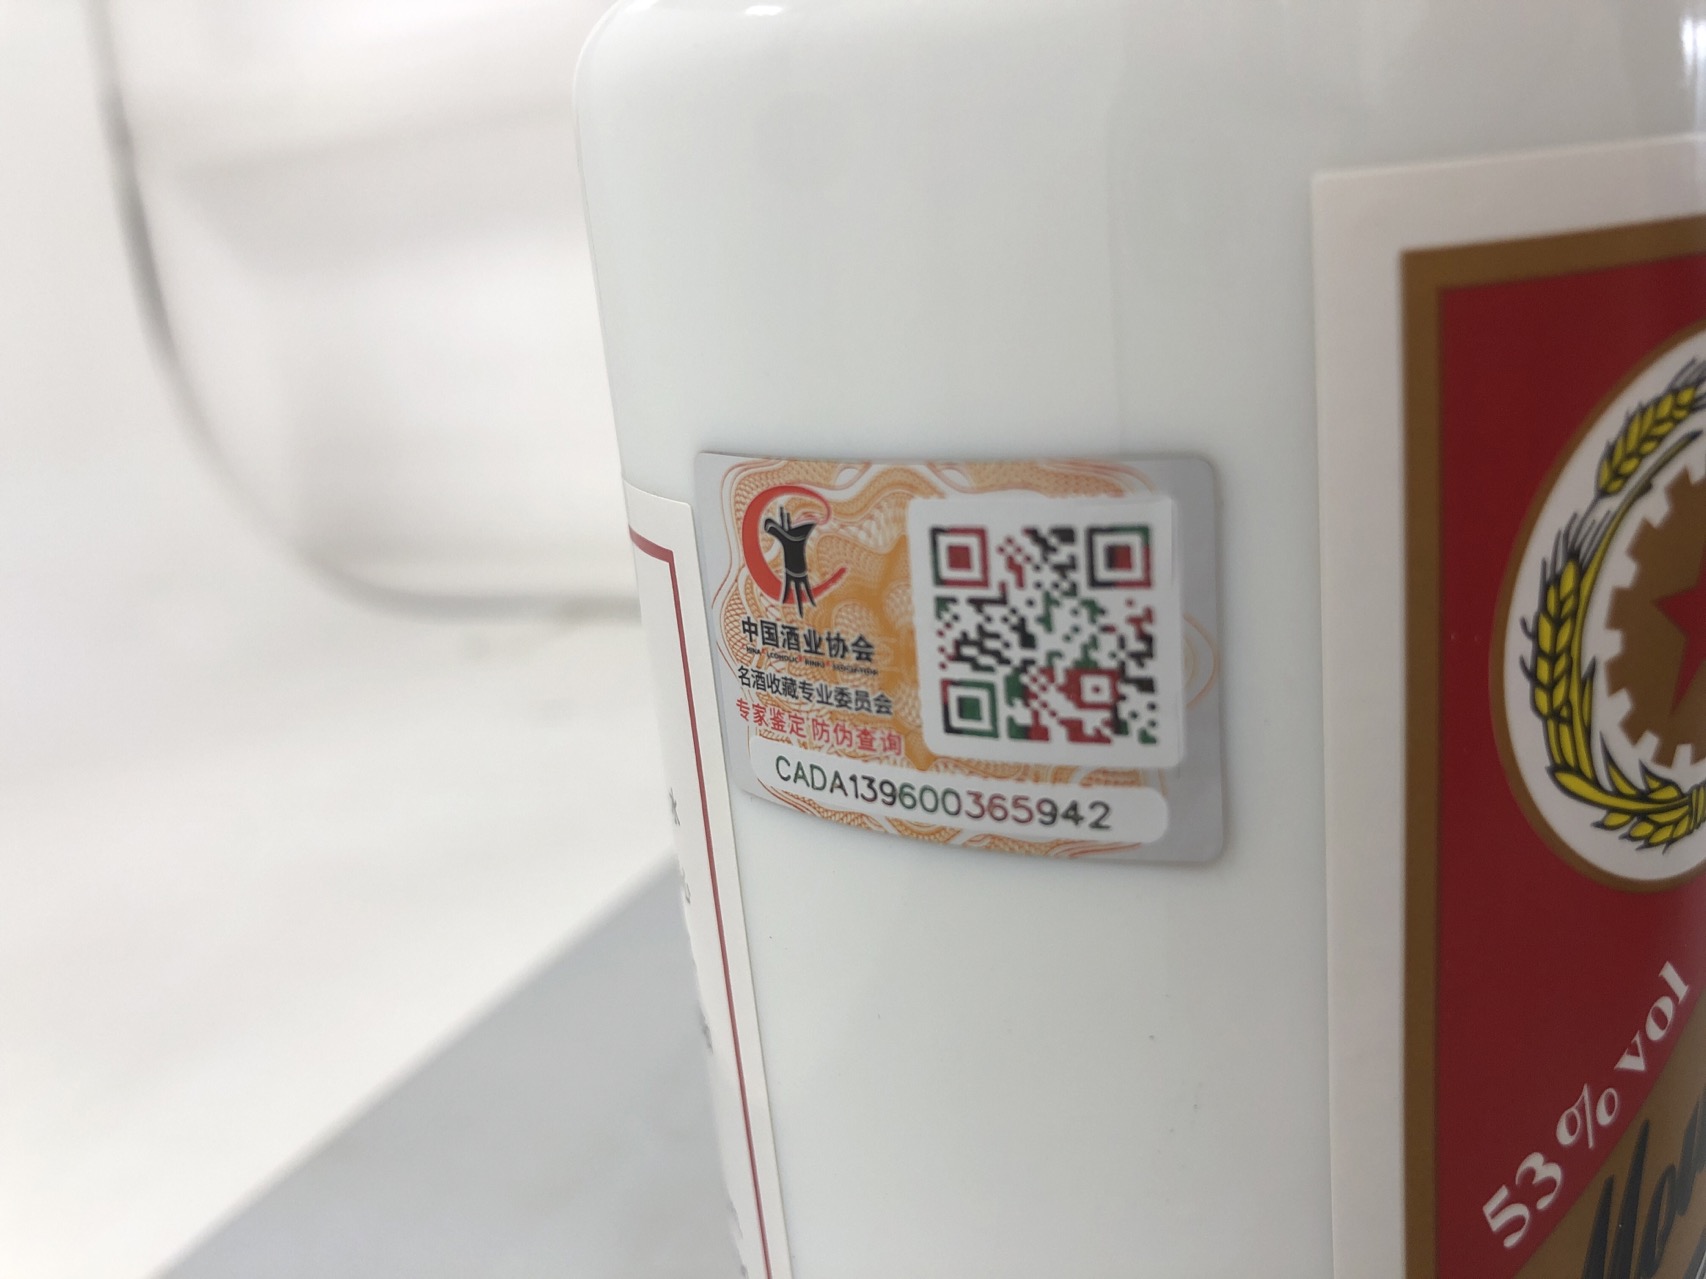 中国酒业协会
名酒收藏专业委员会
专家鉴定 防伪查询
CADA139600365942
53% vol